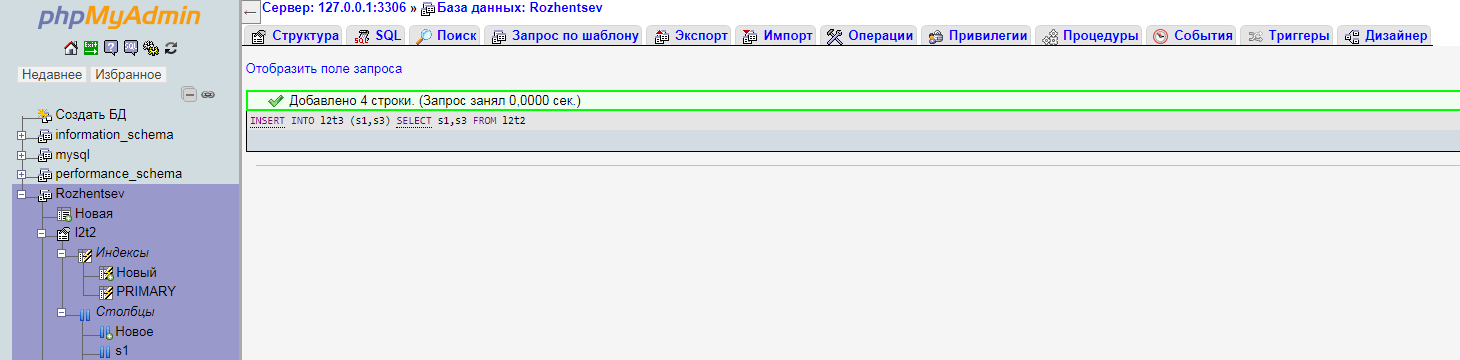 phpMyAdmin
Недавнее Избранное
Создать БД
information_schema
mysql
performance_schema
Rozhentsev
Новая
l2t2
Индексы
Новый
PRIMARY
Столбцы
Новое
s1
← Сервер: 127.0.0.1:3306 » База данных: Rozhentsev
Структура SQL Поиск Запрос по шаблону Экспорт Импорт Операции Привилегии Процедуры События Триггеры Дизайнер
Отобразить поле запроса
Добавлено 4 строки. (Запрос занял 0,0000 сек.)
INSERT INTO l2t3 (s1,s3) SELECT s1,s3 FROM l2t2